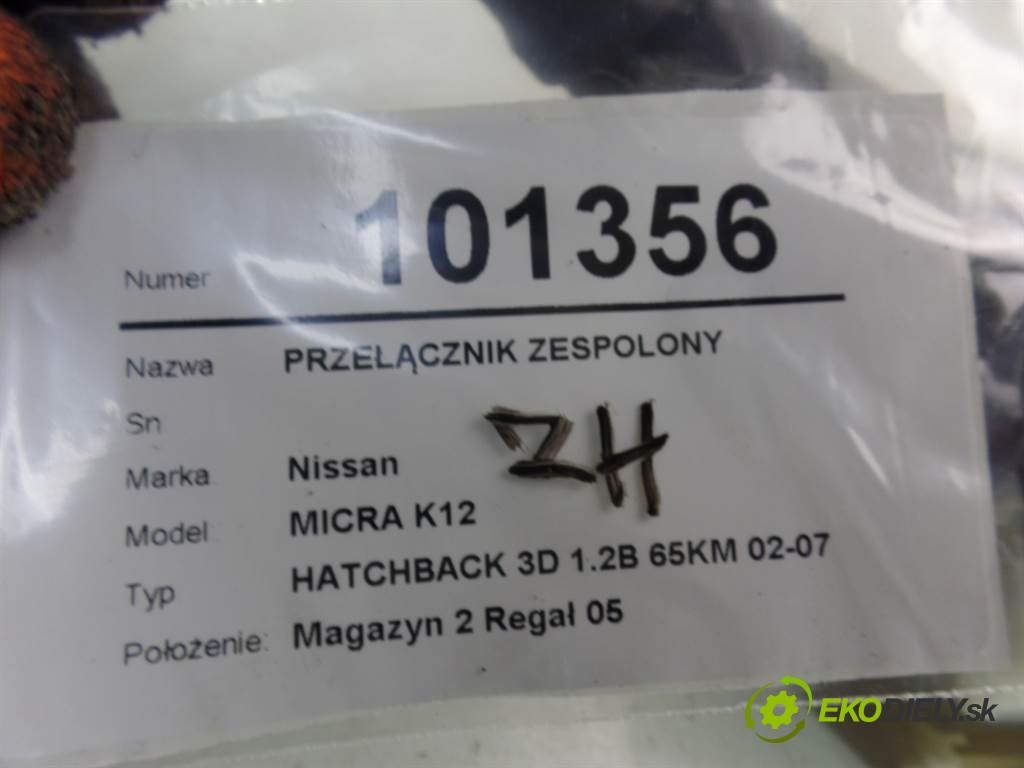 Numer 101356
Nazwa PRZEŁĄCZNIK ZESPOLONY
Sn
ZH
Marka Nissan
Model MICRA K12
Typ HATCHBACK 3D 1.2B 65KM 02-07
Położenie: Magazyn 2 Regał 05
EKODIELY.sk